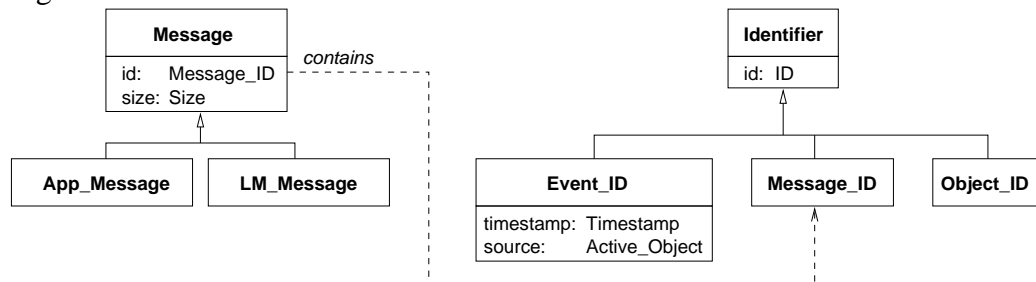 Message
id: Message_ID
size: Size
contains
App_Message
LM_Message
Identifier
id: ID
Event_ID
timestamp: Timestamp
source: Active_Object
Message_ID
Object_ID